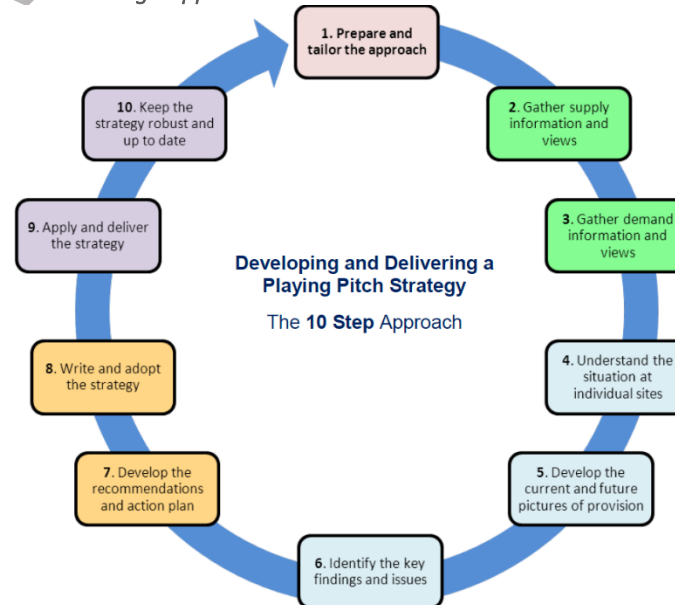 1. Prepare and
tailor the approach
2. Gather supply
information and
views
3. Gather demand
information and
views
4. Understand the
situation at
individual sites
5. Develop the
current and future
pictures of provision
6. Identify the key
findings and issues
7. Develop the
recommendations
and action plan
8. Write and adopt
the strategy
9. Apply and deliver
the strategy
10. Keep the
strategy robust and
up to date
Developing and Delivering a
Playing Pitch Strategy
The 10 Step Approach